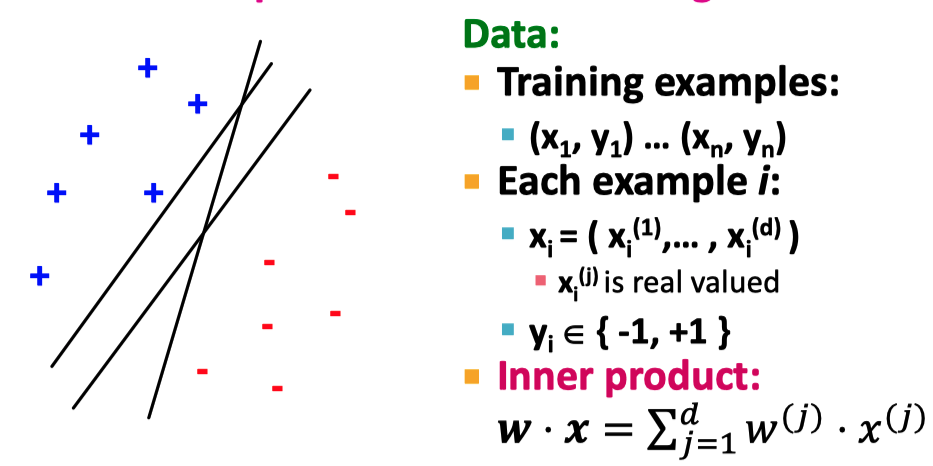 Data:
Training examples:
(x₁, y₁) ... (xₙ, yₙ)
Each example i:
xᵢ = ( xᵢ⁽¹⁾,... , xᵢ⁽ᵈ⁾ )
xᵢ⁽ʲ⁾ is real valued
yᵢ ∈ { -1, +1 }
Inner product:
w · x = ∑ᵈⱼ₌₁ w⁽ʲ⁾ · x⁽ʲ⁾